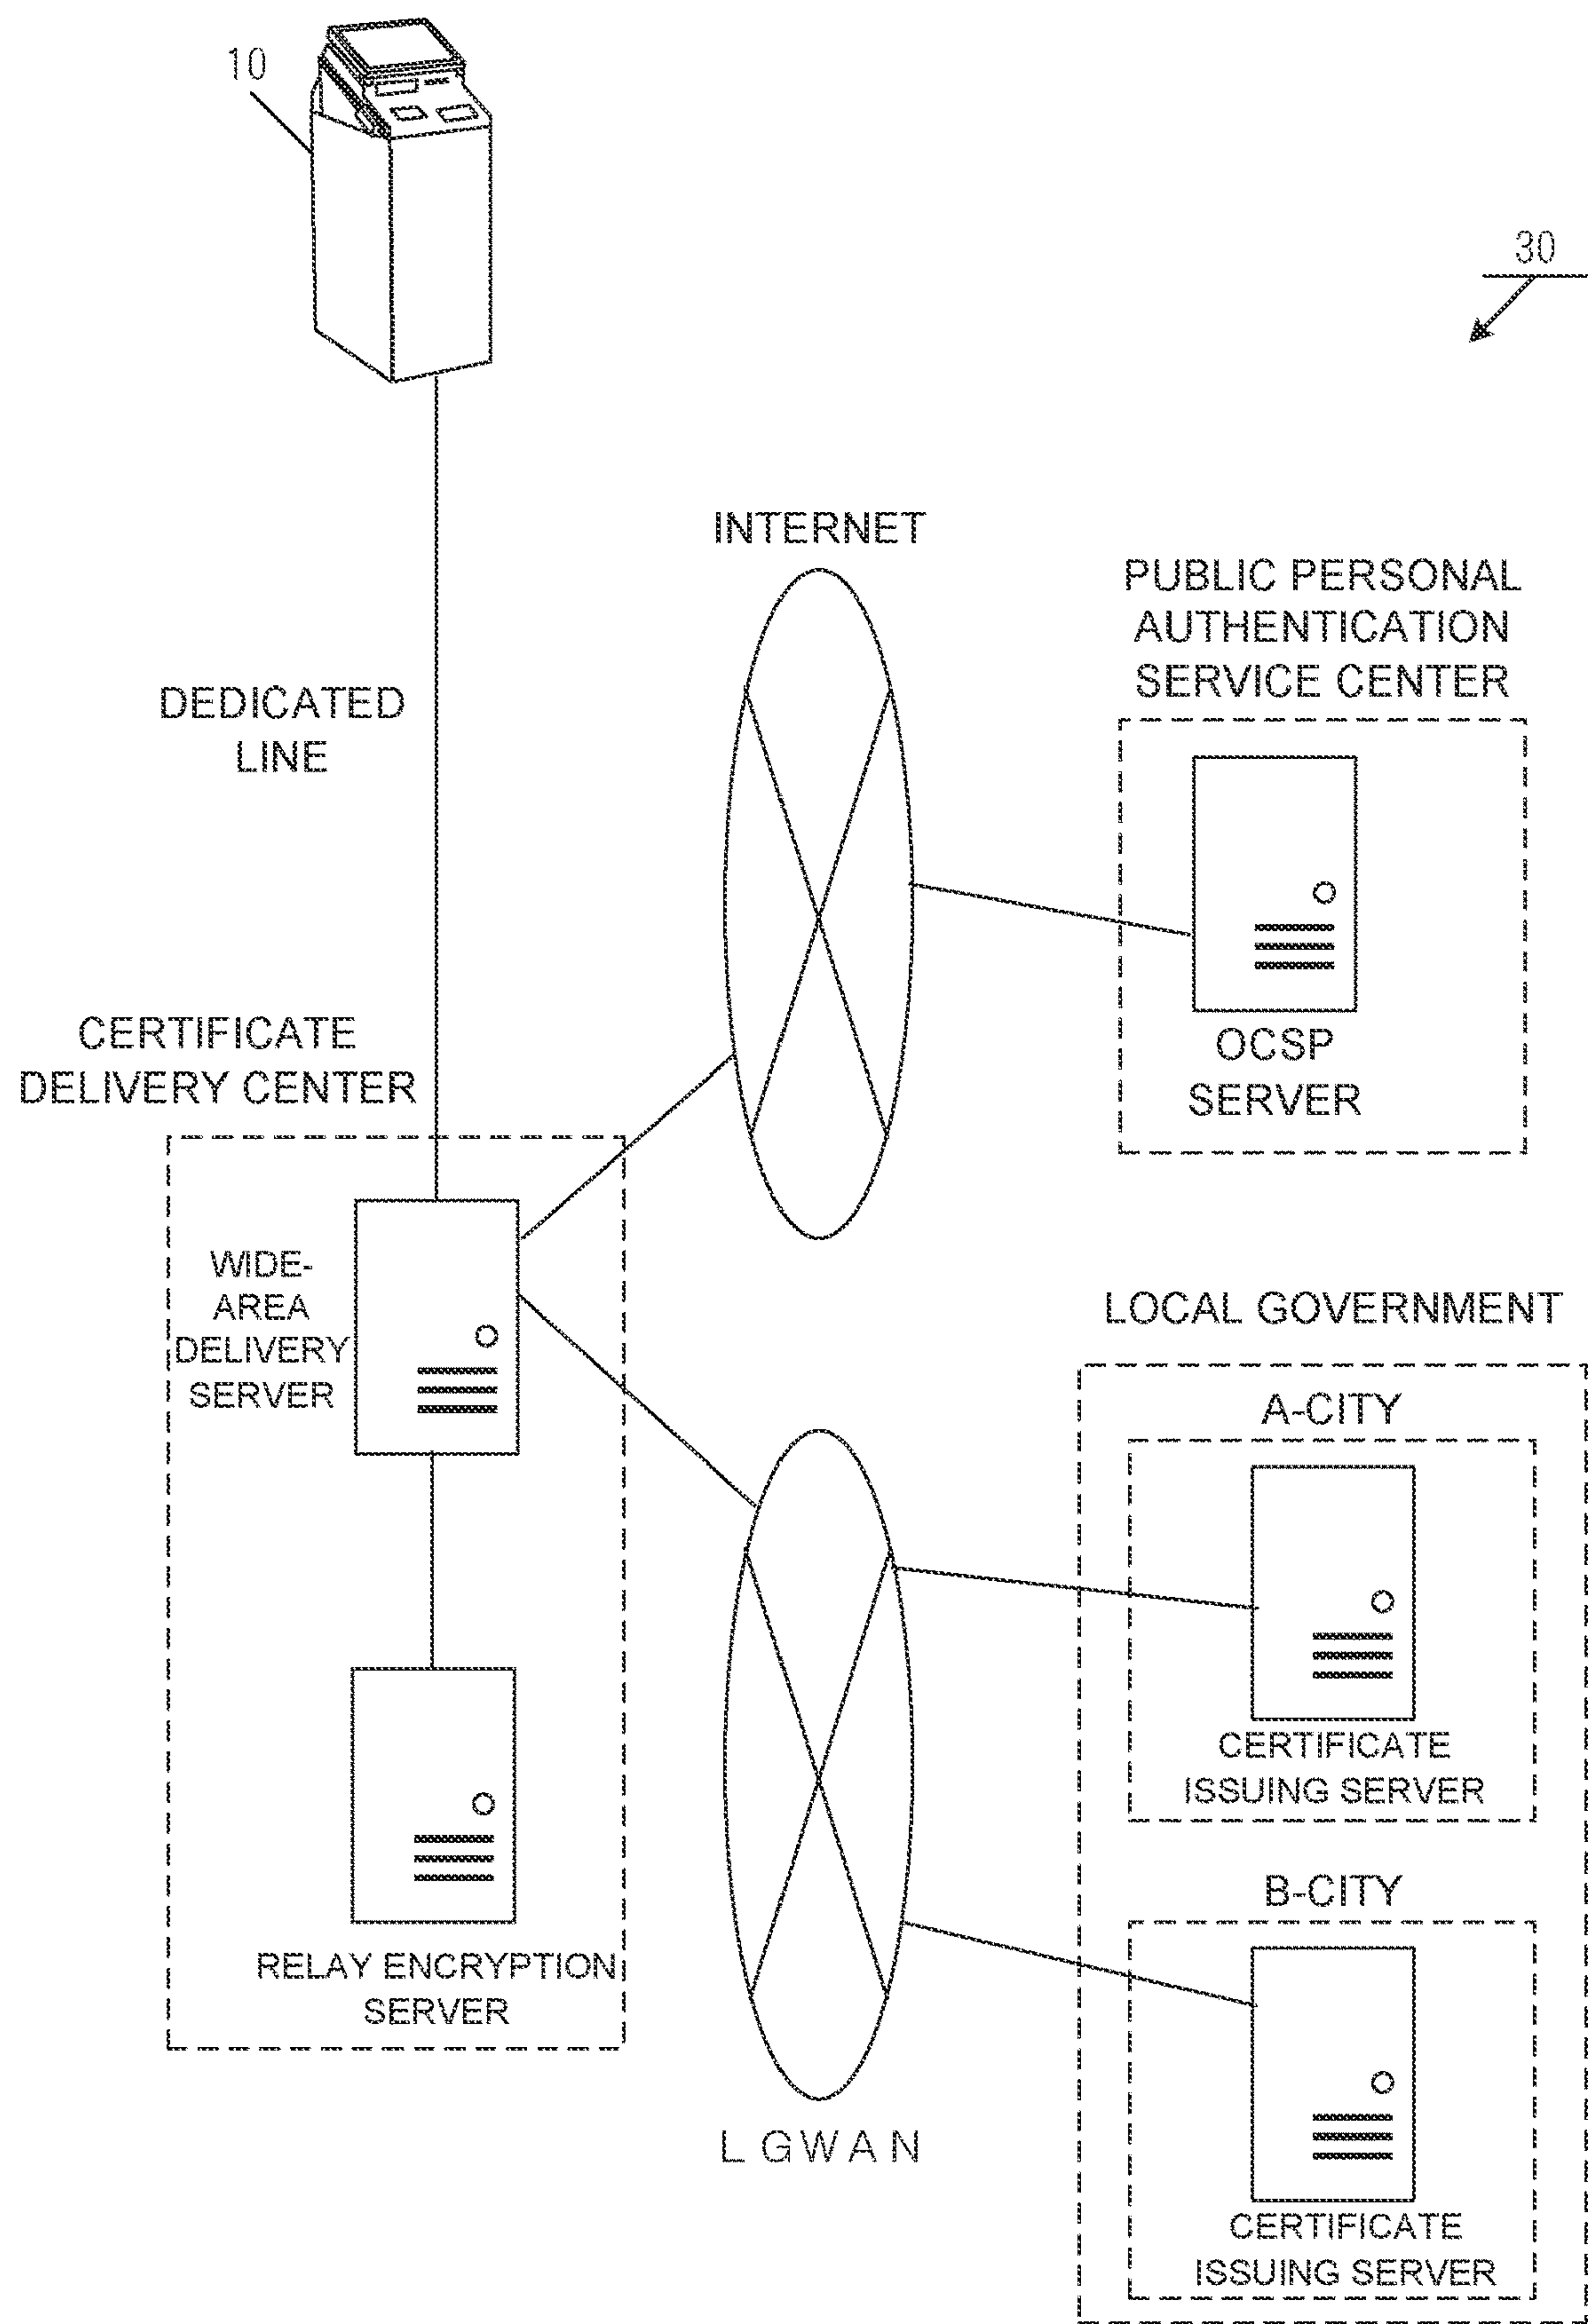 10
30
INTERNET
PUBLIC PERSONAL
AUTHENTICATION
SERVICE CENTER
DEDICATED
LINE
OCSP
SERVER
CERTIFICATE
DELIVERY CENTER
WIDE-
AREA
DELIVERY
SERVER
RELAY ENCRYPTION
SERVER
LGWAN
LOCAL GOVERNMENT
A-CITY
CERTIFICATE
ISSUING SERVER
B-CITY
CERTIFICATE
ISSUING SERVER